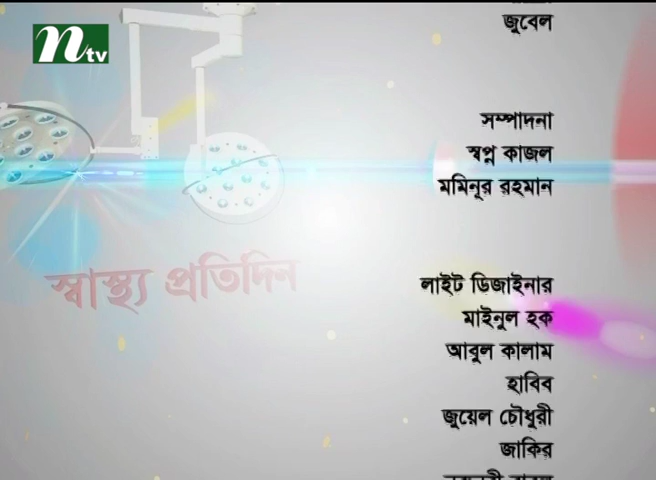 ntv
জুবেল
সম্পাদনা
স্বপ্ন কাজল
মমিনুর রহমান
স্বাস্থ্য প্রতিদিন
লাইট ডিজাইনার
মাইনুল হক
আবুল কালাম
হাবিব
জুয়েল চৌধুরী
জাকির